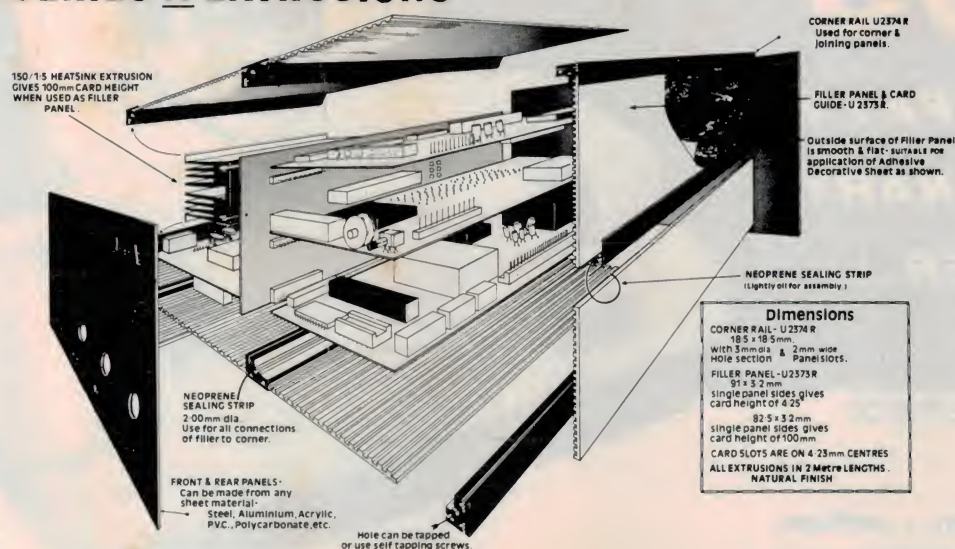 EXTRUSIONS
150/1·5 HEATSINK EXTRUSION
GIVES 100mm CARD HEIGHT
WHEN USED AS FILLER
PANEL.
CORNER RAIL U2374R
Used for corner &
Joining panels.
FILLER PANEL & CARD
GUIDE-U2373R.
Outside surface of Filler Panel
is smooth & flat- SUITABLE FOR
application of Adhesive
Decorative Sheet as shown.
NEOPRENE SEALING STRIP
(Lightly oil for assembly)
Dimensions
CORNER RAIL- U2374R
18·5 x 18·5mm.
with 3mm dia & 2mm wide
Hole section Panel slots.
FILLER PANEL-U2373R
91 x 3·2mm
single panel sides gives
card height of 4·25"
82·5 x 3·2mm
single panel sides gives
card height of 100mm
CARD SLOTS ARE ON 4·23mm CENTRES
ALL EXTRUSIONS IN 2 Metre LENGTHS.
NATURAL FINISH
NEOPRENE
SEALING STRIP
2·00mm dia.
Use for all connections
of filler to corner.
FRONT & REAR PANELS-
Can be made from any
sheet material-
Steel, Aluminium, Acrylic,
P.V.C., Polycarbonate, etc.
Hole can be tapped
or use self tapping screws.